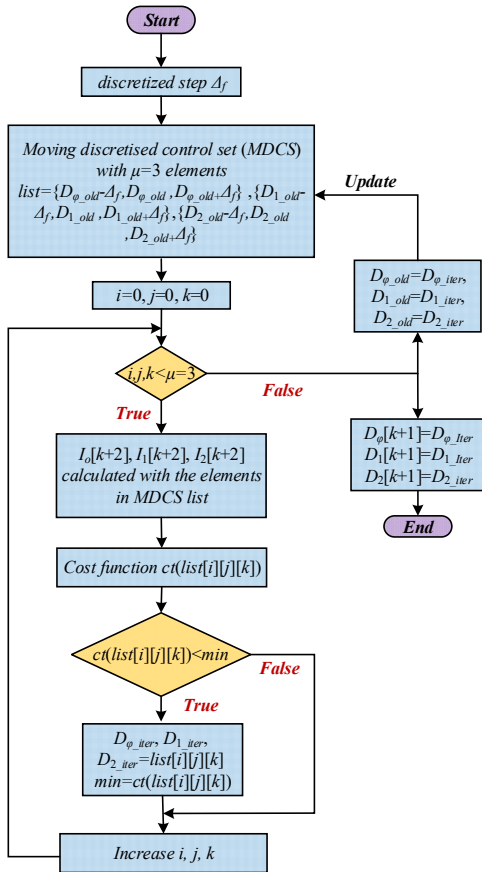 Start
discretized step Δf
Moving discretised control set (MDCS)
with μ=3 elements
list={Dφ_old-Δf,Dφ_old,Dφ_old+Δf} ,{D1_old-
Δf,D1_old ,D1_old+Δf},{D2_old-Δf,D2_old
,D2_old+Δf}
Update
i=0, j=0, k=0
Dφ_old=Dφ_iter,
D1_old=D1_iter,
D2_old=D2_iter
i,j,k<μ=3
False
True
Io[k+2], I1[k+2], I2[k+2]
calculated with the elements
in MDCS list
Dφ[k+1]=Dφ_Iter
D1[k+1]=D1_Iter
D2[k+1]=D2_iter
End
Cost function ct(list[i][j][k])
ct(list[i][j][k])<min
False
True
Dφ_iter, D1_iter,
D2_iter=list[i][j][k]
min=ct(list[i][j][k])
Increase i, j, k